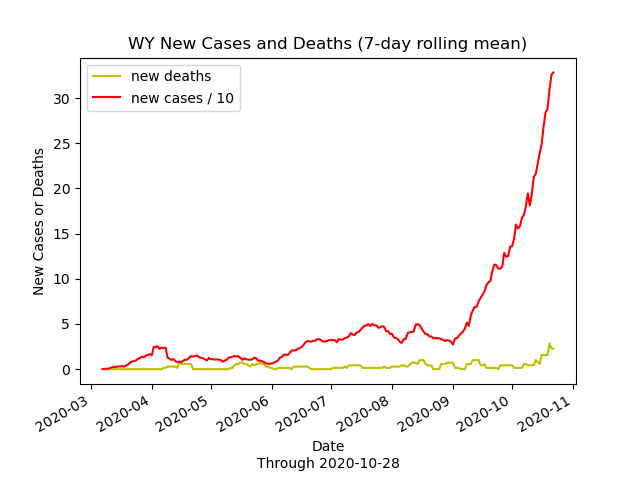 WY New Cases and Deaths (7-day rolling mean)
new deaths
new cases / 10
New Cases or Deaths
30
25
20
15
10
5
0
2020-03
2020-04
2020-05
2020-06
2020-07
2020-08
2020-09
2020-10
2020-11
Date
Through 2020-10-28